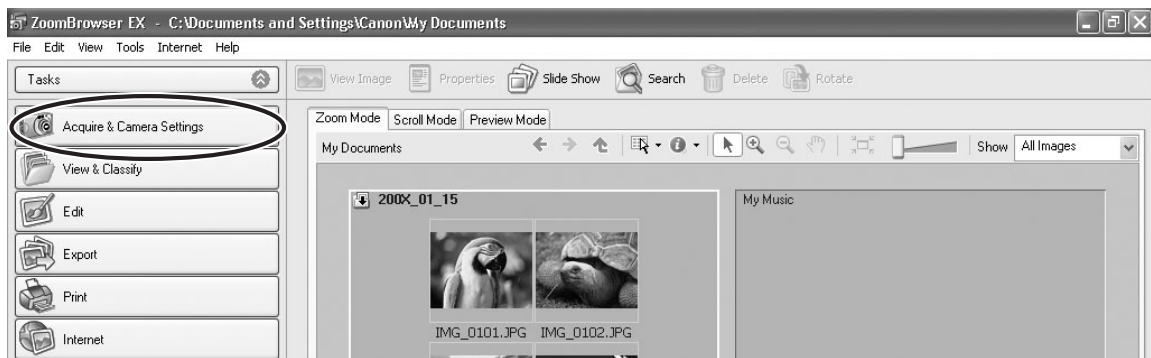 ZoomBrowser EX - C:\Documents and Settings\Canon\My Documents
File Edit View Tools Internet Help
Tasks
View Image Properties Slide Show Search Delete Rotate
Acquire & Camera Settings
Zoom Mode Scroll Mode Preview Mode
My Documents Show All Images
View & Classify
200X_01_15 My Music
Edit
Export
Print
IMG_0101.JPG IMG_0102.JPG
Internet